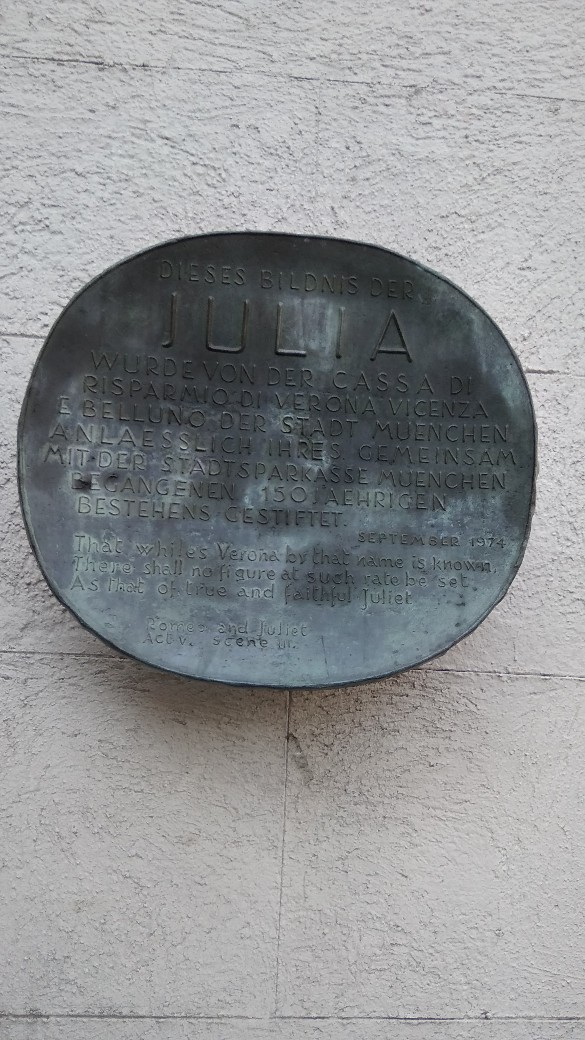 DIESES BILDNIS DER
JULIA
WURDE VON DER CASSA DI
RISPARMIO DI VERONA VICENZA
E BELLUNO DER STADT MUENCHEN
ANLAESSLICH IHRES GEMEINSAM
MIT DER STADTSPARKASSE MUENCHEN
BEGANGENEN 150JAEHRIGEN
BESTEHENS GESTIFTET.
SEPTEMBER 1974
That whiles Verona by that name is known,
There shall no figure at such rate be set
As that of true and faithful Juliet
Romeo and Juliet
Act V. scene III.